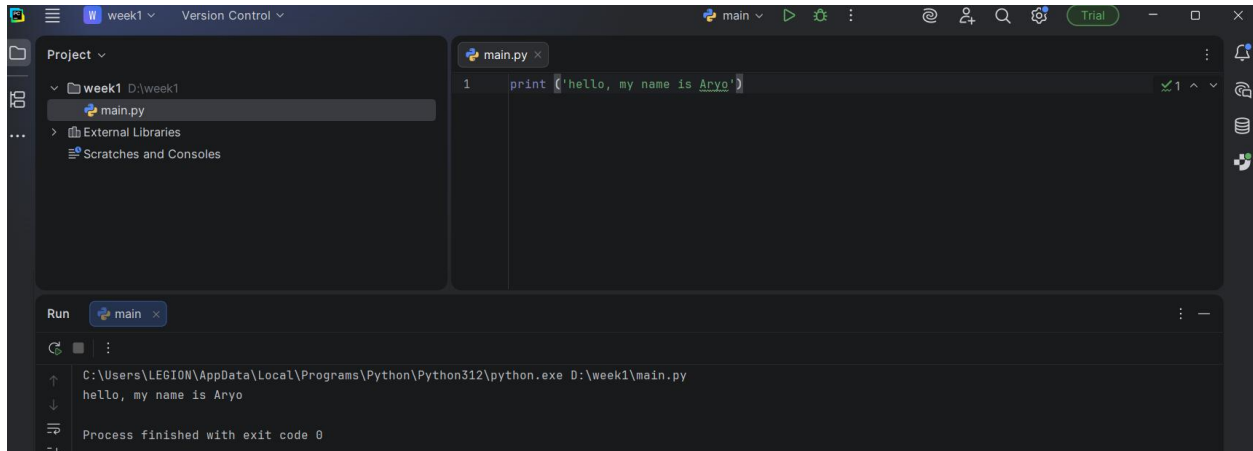 PC
W week1 Version Control
main
Trial
Project
main.py
week1 D:\week1
main.py
External Libraries
Scratches and Consoles
1 print ('hello, my name is Aryo')
1
Run main
C:\Users\LEGION\AppData\Local\Programs\Python\Python312\python.exe D:\week1\main.py
hello, my name is Aryo
Process finished with exit code 0